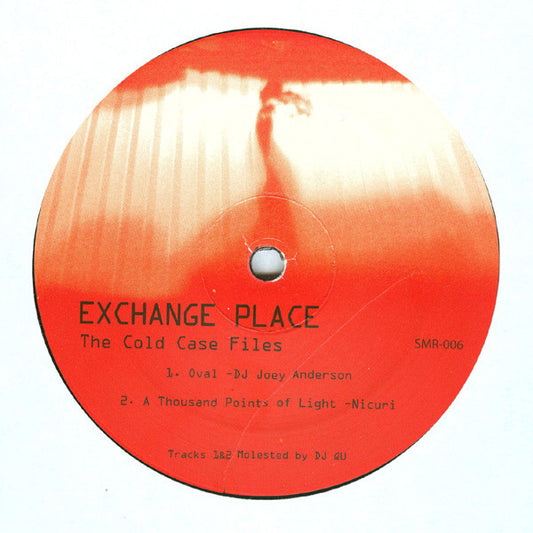 EXCHANGE PLACE
The Cold Case Files
SMR-006
1. Oval -DJ Joey Anderson
2. A Thousand Points of Light -Nicuri
Tracks 1&2 Molested by DJ QU